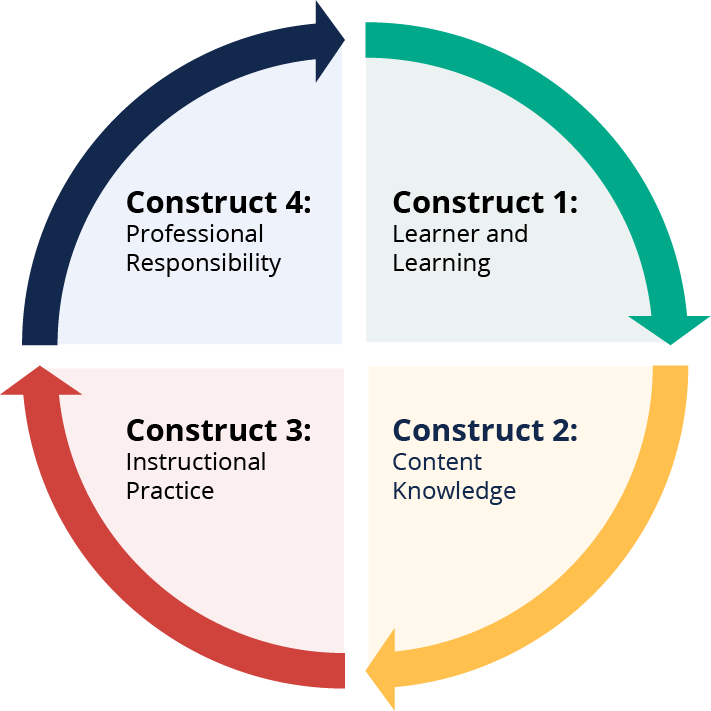 Construct 4:
Professional
Responsibility
Construct 1:
Learner and
Learning
Construct 3:
Instructional
Practice
Construct 2:
Content
Knowledge